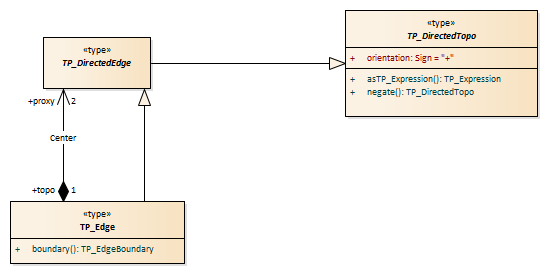 «type»
TP_DirectedTopo
+ orientation: Sign = "+"
+ asTP_Expression(): TP_Expression
+ negate(): TP_DirectedTopo
«type»
TP_DirectedEdge
+proxy 2
Center
+topo 1
«type»
TP_Edge
+ boundary(): TP_EdgeBoundary